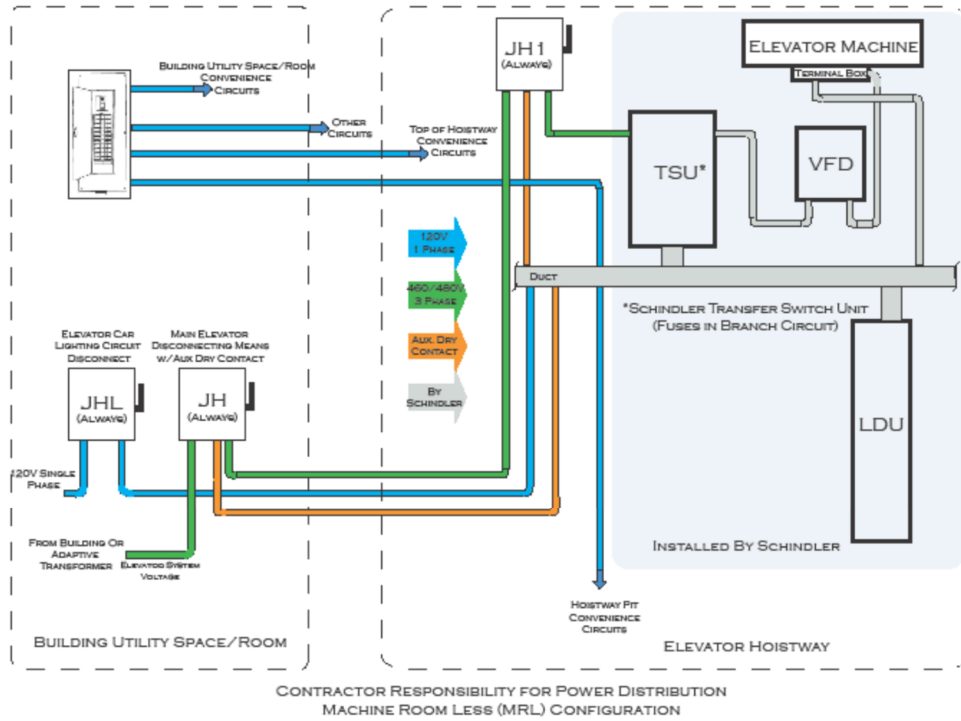 JH1
(Always)
Elevator Machine
Terminal Box
Building Utility Space/Room
Convenience
Circuits
Other
Circuits
Top of Hoistway
Convenience
Circuits
TSU*
VFD
120V
1 Phase
Duct
460/480V
3 Phase
*Schindler Transfer Switch Unit
(Fuses in Branch Circuit)
Aux. Dry
Contact
By
Schindler
Elevator Car
Lighting Circuit
Disconnect
Main Elevator
Disconnecting Means
w/Aux Dry Contact
JHL
(Always)
JH
(Always)
LDU
120V Single
Phase
From Building Or
Adaptive
Transformer
Elevatoo System
Voltage
Installed By Schindler
Hoistway Pit
Convenience
Circuits
Building Utility Space/Room
Elevator Hoistway
Contractor Responsibility for Power Distribution
Machine Room Less (MRL) Configuration